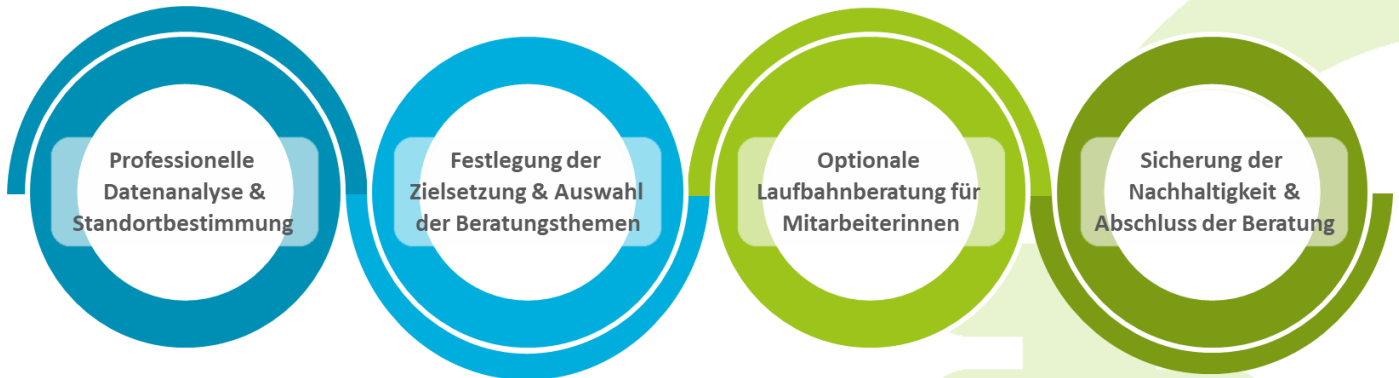 Professionelle
Datenanalyse &
Standortbestimmung
Festlegung der
Zielsetzung & Auswahl
der Beratungsthemen
Optionale
Laufbahnberatung für
Mitarbeiterinnen
Sicherung der
Nachhaltigkeit &
Abschluss der Beratung